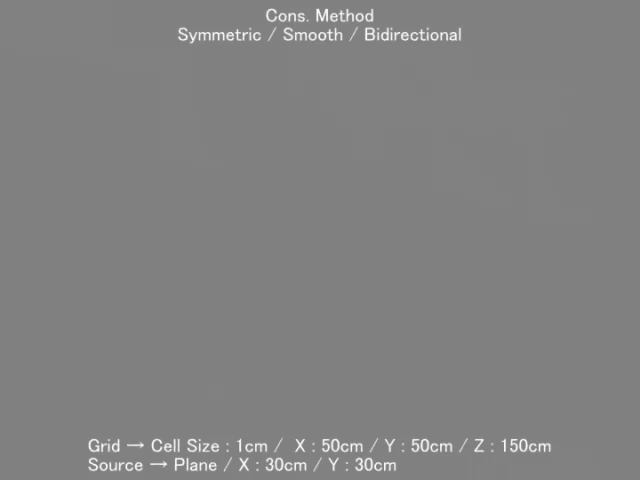 Cons. Method
Symmetric / Smooth / Bidirectional
Grid → Cell Size : 1cm / X : 50cm / Y : 50cm / Z : 150cm
Source → Plane / X : 30cm / Y : 30cm